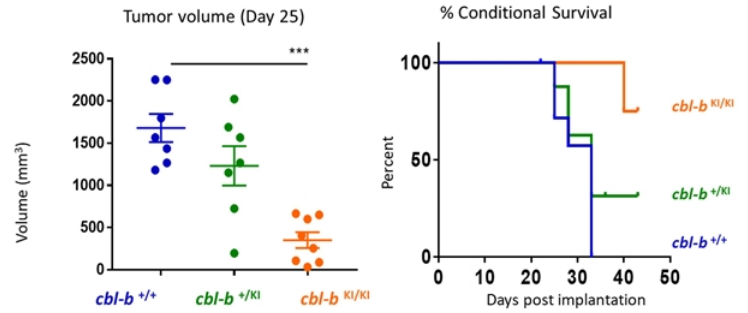 Tumor volume (Day 25)
***
2500
2000
1500
1000
500
0
Volume (mm³)
cbl-b +/+
cbl-b +/KI
cbl-b KI/KI
% Conditional Survival
100
50
0
Percent
0 10 20 30 40 50
Days post implantation
cbl-b KI/KI
cbl-b +/KI
cbl-b +/+